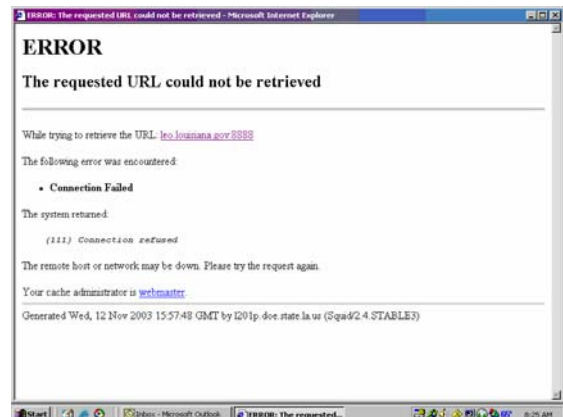 ERROR: The requested URL could not be retrieved - Microsoft Internet Explorer
ERROR
The requested URL could not be retrieved
While trying to retrieve the URL: leo.louisiana.gov:8888
The following error was encountered:
• Connection Failed
The system returned:
(111) Connection refused
The remote host or network may be down. Please try the request again.
Your cache administrator is webmaster.
Generated Wed, 12 Nov 2003 15:57:48 GMT by l201p.doe.state.la.us (Squid/2.4.STABLE3)
Start
Inbox - Microsoft Outlook
ERROR: The requested...
8:25 AM